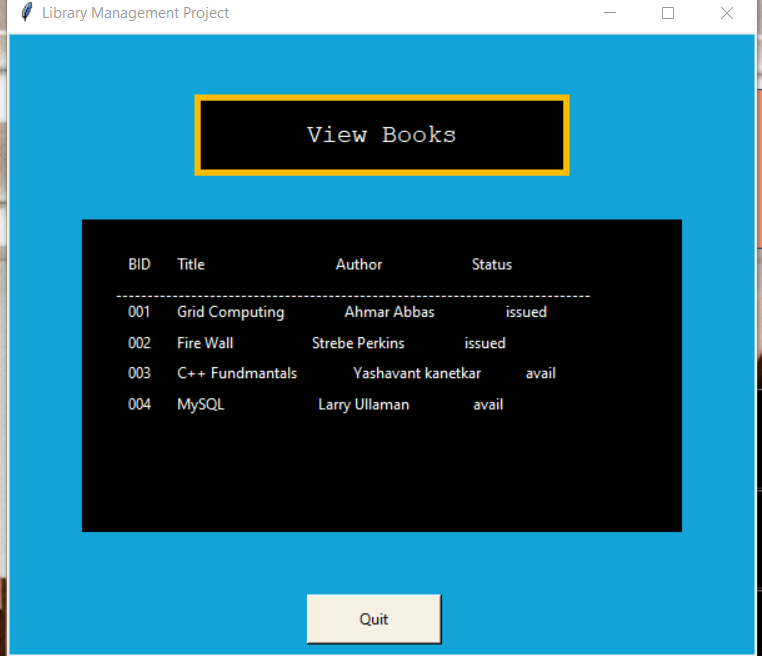 Library Management Project
View Books
BID Title Author Status
--------------------------------------------------------------------------------
001 Grid Computing Ahmar Abbas issued
002 Fire Wall Strebe Perkins issued
003 C++ Fundmantals Yashavant kanetkar avail
004 MySQL Larry Ullaman avail
Quit